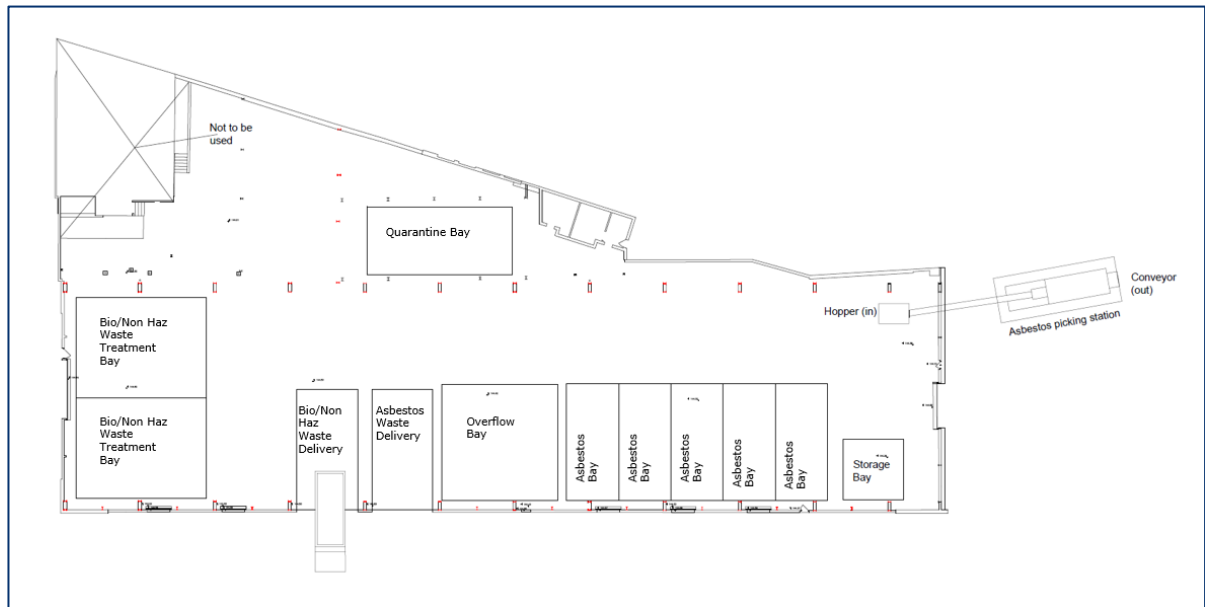 Not to be
used
Quarantine Bay
Conveyor
(out)
Hopper (in)
Asbestos picking station
Bio/Non Haz
Waste
Treatment
Bay
Bio/Non Haz
Waste
Treatment
Bay
Bio/Non
Haz
Waste
Delivery
Asbestos
Waste
Delivery
Overflow
Bay
Asbestos
Bay
Asbestos
Bay
Asbestos
Bay
Asbestos
Bay
Asbestos
Bay
Storage
Bay